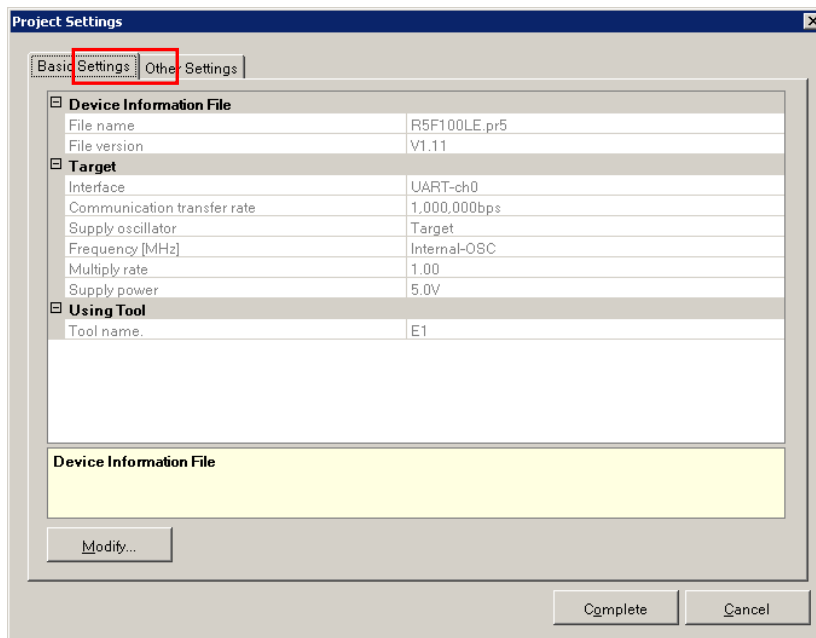 Project Settings
Basic Settings Other Settings
Device Information File
File name R5F100LE.pr5
File version V1.11
Target
Interface UART-ch0
Communication transfer rate 1,000,000bps
Supply oscillator Target
Frequency [MHz] Internal-OSC
Multiply rate 1.00
Supply power 5.0V
Using Tool
Tool name. E1
Device Information File
Modify...
Complete Cancel